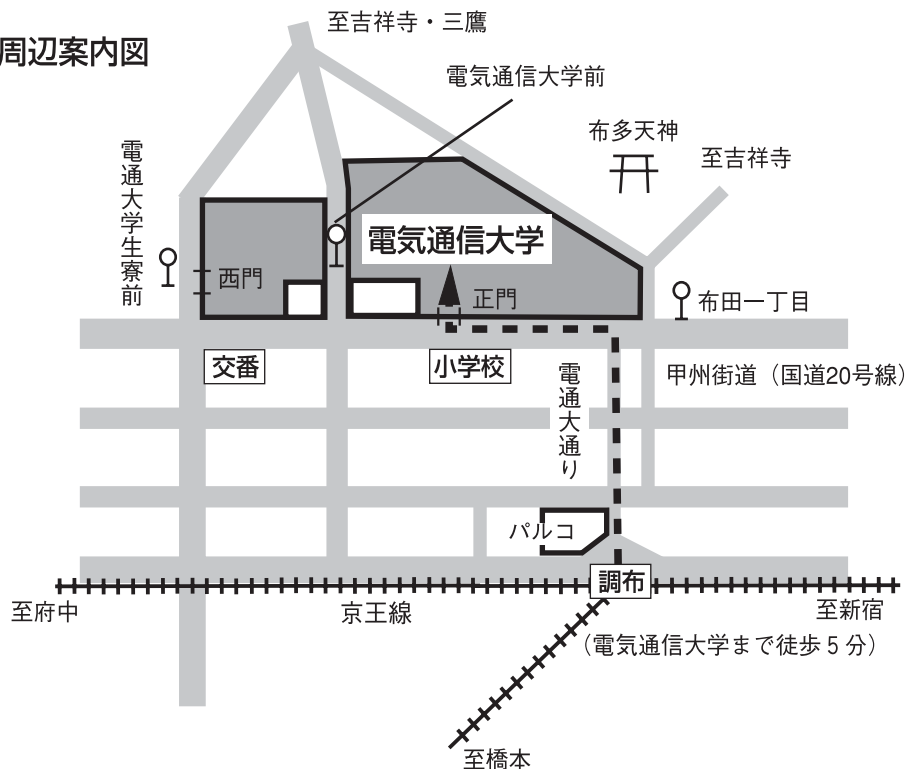 至吉祥寺・三鷹
周辺案内図
電気通信大学前
布多天神
至吉祥寺
電通大学生寮前
電気通信大学
西門
正門
布田一丁目
交番
小学校
甲州街道（国道20号線）
電通大通り
パルコ
調布
至府中
京王線
至新宿
（電気通信大学まで徒歩5分）
至橋本